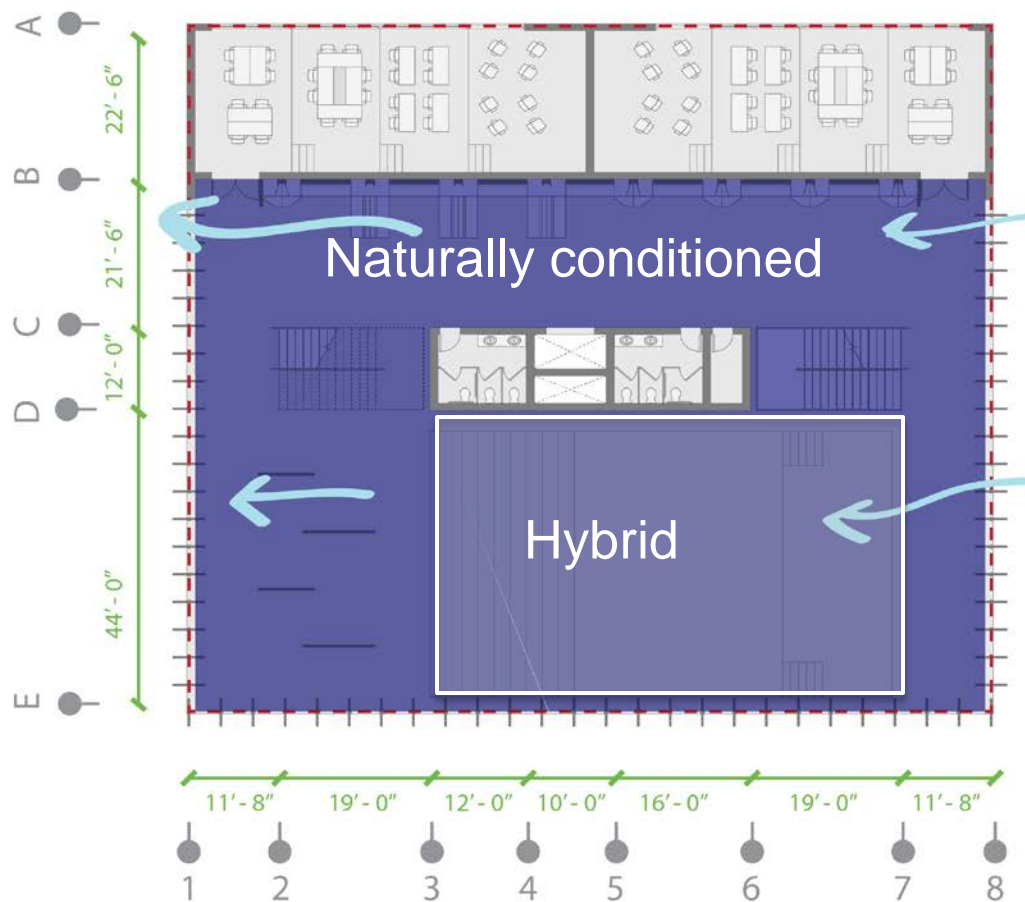 A
22'- 6"
B
21'- 6"
C
12'- 0"
D
44'- 0"
E
Naturally conditioned
Hybrid
11'- 8" 19'- 0" 12'- 0" 10'- 0" 16'- 0" 19'- 0" 11'- 8"
1 2 3 4 5 6 7 8